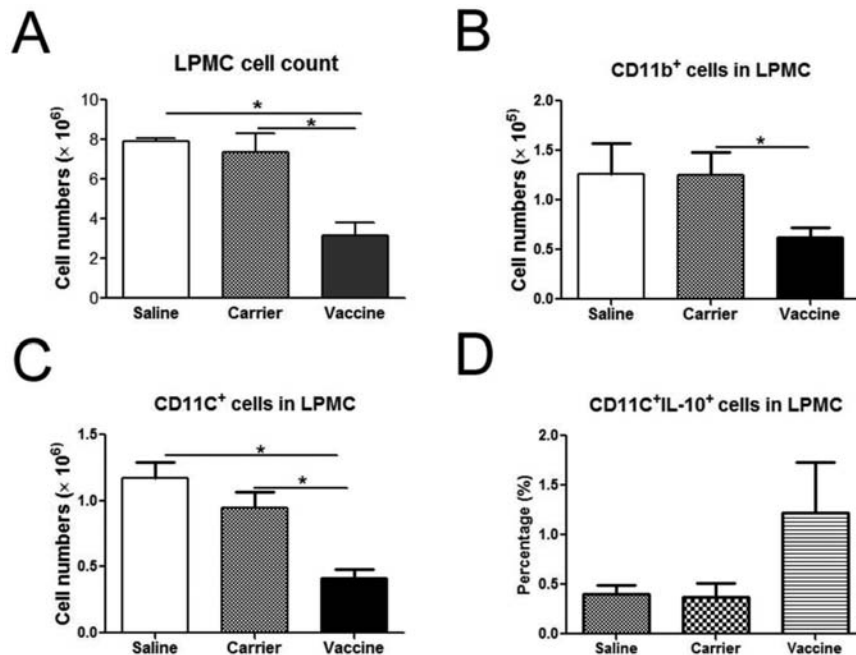 A
LPMC cell count
Cell numbers (× 10⁶)
10
8
6
4
2
0
*
*
Saline Carrier Vaccine
B
CD11b⁺ cells in LPMC
Cell numbers (× 10⁵)
2.0
1.5
1.0
0.5
0.0
*
Saline Carrier Vaccine
C
CD11C⁺ cells in LPMC
Cell numbers (× 10⁶)
1.5
1.0
0.5
0.0
*
*
Saline Carrier Vaccine
D
CD11C⁺IL-10⁺ cells in LPMC
Percentage (%)
2.0
1.5
1.0
0.5
0.0
Saline Carrier Vaccine